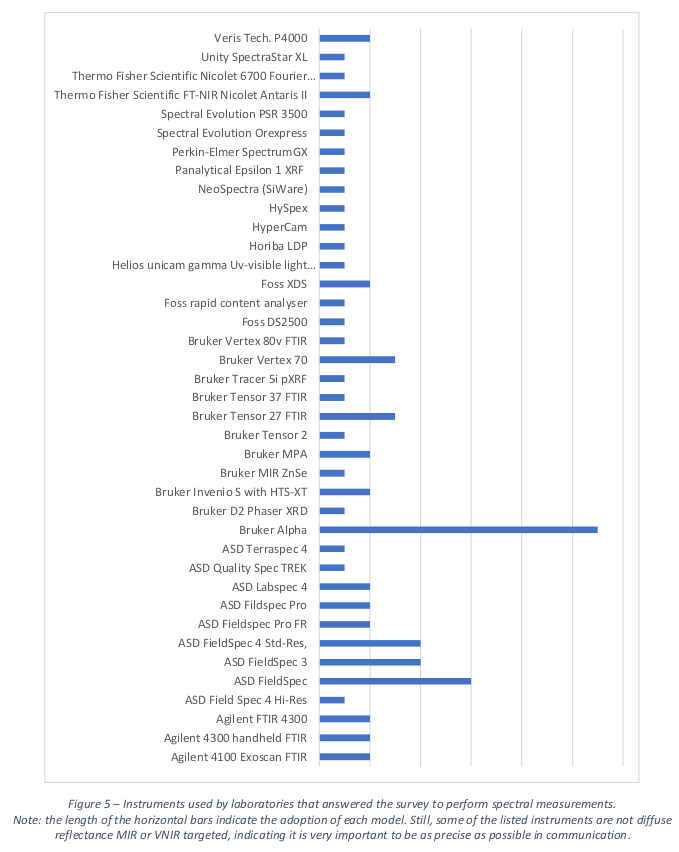 Veris Tech. P4000
Unity SpectraStar XL
Thermo Fisher Scientific Nicolet 6700 Fourier...
Thermo Fisher Scientific FT-NIR Nicolet Antaris II
Spectral Evolution PSR 3500
Spectral Evolution Orexpress
Perkin-Elmer SpectrumGX
Panalytical Epsilon 1 XRF
NeoSpectra (SiWare)
HySpex
HyperCam
Horiba LDP
Helios unicam gamma Uv-visible light...
Foss XDS
Foss rapid content analyser
Foss DS2500
Bruker Vertex 80v FTIR
Bruker Vertex 70
Bruker Tracer 5i pXRF
Bruker Tensor 37 FTIR
Bruker Tensor 27 FTIR
Bruker Tensor 2
Bruker MPA
Bruker MIR ZnSe
Bruker Invenio S with HTS-XT
Bruker D2 Phaser XRD
Bruker Alpha
ASD Terraspec 4
ASD Quality Spec TREK
ASD Labspec 4
ASD Fildspec Pro
ASD Fieldspec Pro FR
ASD FieldSpec 4 Std-Res,
ASD FieldSpec 3
ASD FieldSpec
ASD Field Spec 4 Hi-Res
Agilent FTIR 4300
Agilent 4300 handheld FTIR
Agilent 4100 Exoscan FTIR
Figure 5 – Instruments used by laboratories that answered the survey to perform spectral measurements.
Note: the length of the horizontal bars indicate the adoption of each model. Still, some of the listed instruments are not diffuse
reflectance MIR or VNIR targeted, indicating it is very important to be as precise as possible in communication.